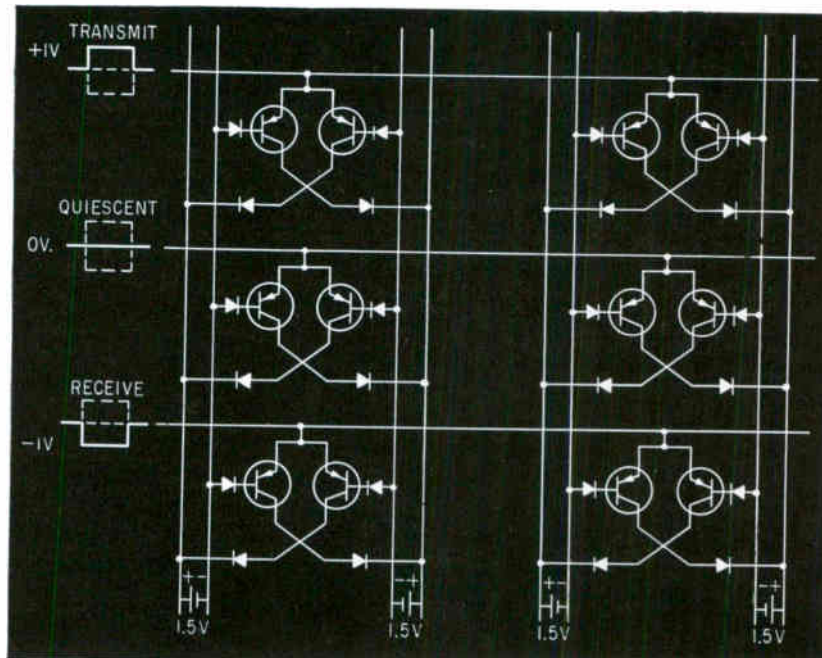 TRANSMIT
+1V
QUIESCENT
0V.
RECEIVE
-1V
+- -+ +- -+
1.5V 1.5V 1.5V 1.5V